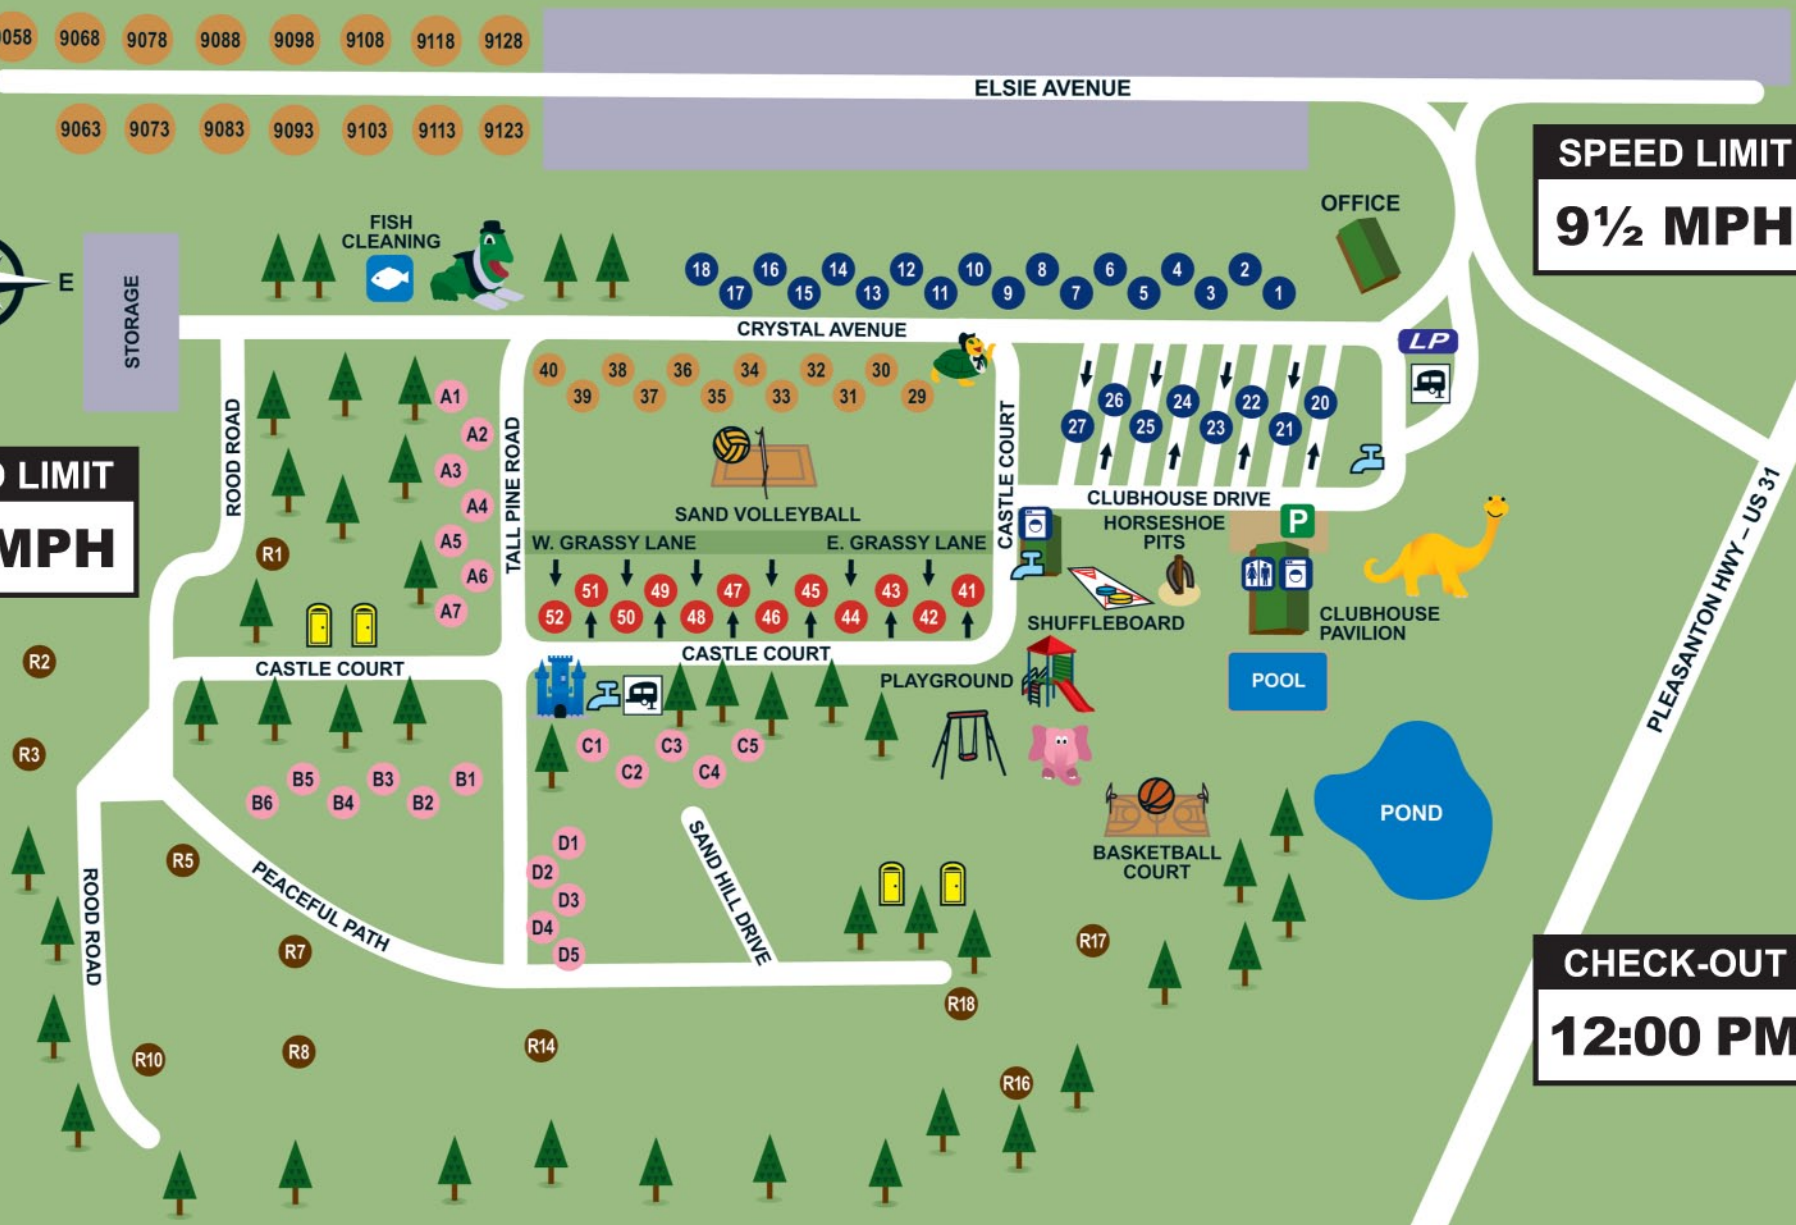 9058 9068 9078 9088 9098 9108 9118 9128
ELSIE AVENUE
9063 9073 9083 9093 9103 9113 9123
SPEED LIMIT
9½ MPH
OFFICE
FISH
CLEANING
E
STORAGE
18 16 14 12 10 8 6 4 2
17 15 13 11 9 7 5 3 1
CRYSTAL AVENUE
LP
40 38 36 34 32 30
39 37 35 33 31 29
26 24 22 20
27 25 23 21
ROOD ROAD
TALL PINE ROAD
CASTLE COURT
A1
A2
A3
A4
A5
A6
A7
LIMIT
MPH
SAND VOLLEYBALL
CLUBHOUSE DRIVE
W. GRASSY LANE
E. GRASSY LANE
HORSESHOE
PITS
P
PLEASANTON HWY – US 31
51 49 47 45 43 41
52 50 48 46 44 42
R1
SHUFFLEBOARD
CLUBHOUSE
PAVILION
R2
CASTLE COURT
CASTLE COURT
PLAYGROUND
POOL
R3
C1 C3 C5
C2 C4
B5 B3 B1
B6 B4 B2
POND
R5
ROOD ROAD
PEACEFUL PATH
D1
D2
D3
D4
D5
SAND HILL DRIVE
BASKETBALL
COURT
R7
R17
R18
CHECK-OUT
12:00 PM
R10
R8
R14
R16